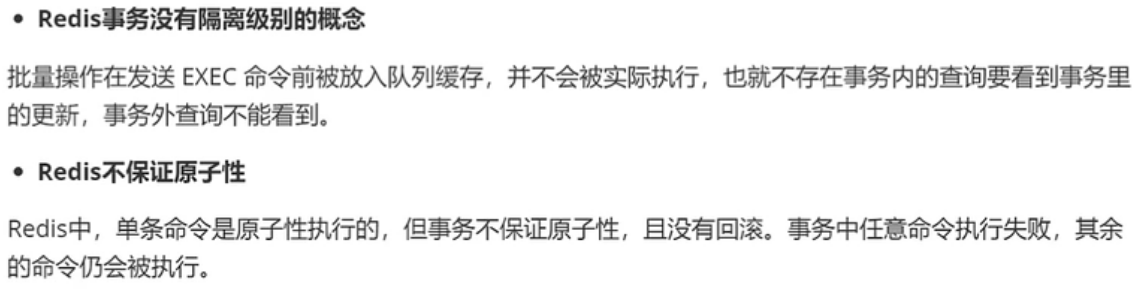 • Redis事务没有隔离级别的概念
批量操作在发送 EXEC 命令前被放入队列缓存，并不会被实际执行，也就不存在事务内的查询要看到事务里
的更新，事务外查询不能看到。
• Redis不保证原子性
Redis中，单条命令是原子性执行的，但事务不保证原子性，且没有回滚。事务中任意命令执行失败，其余
的命令仍会被执行。